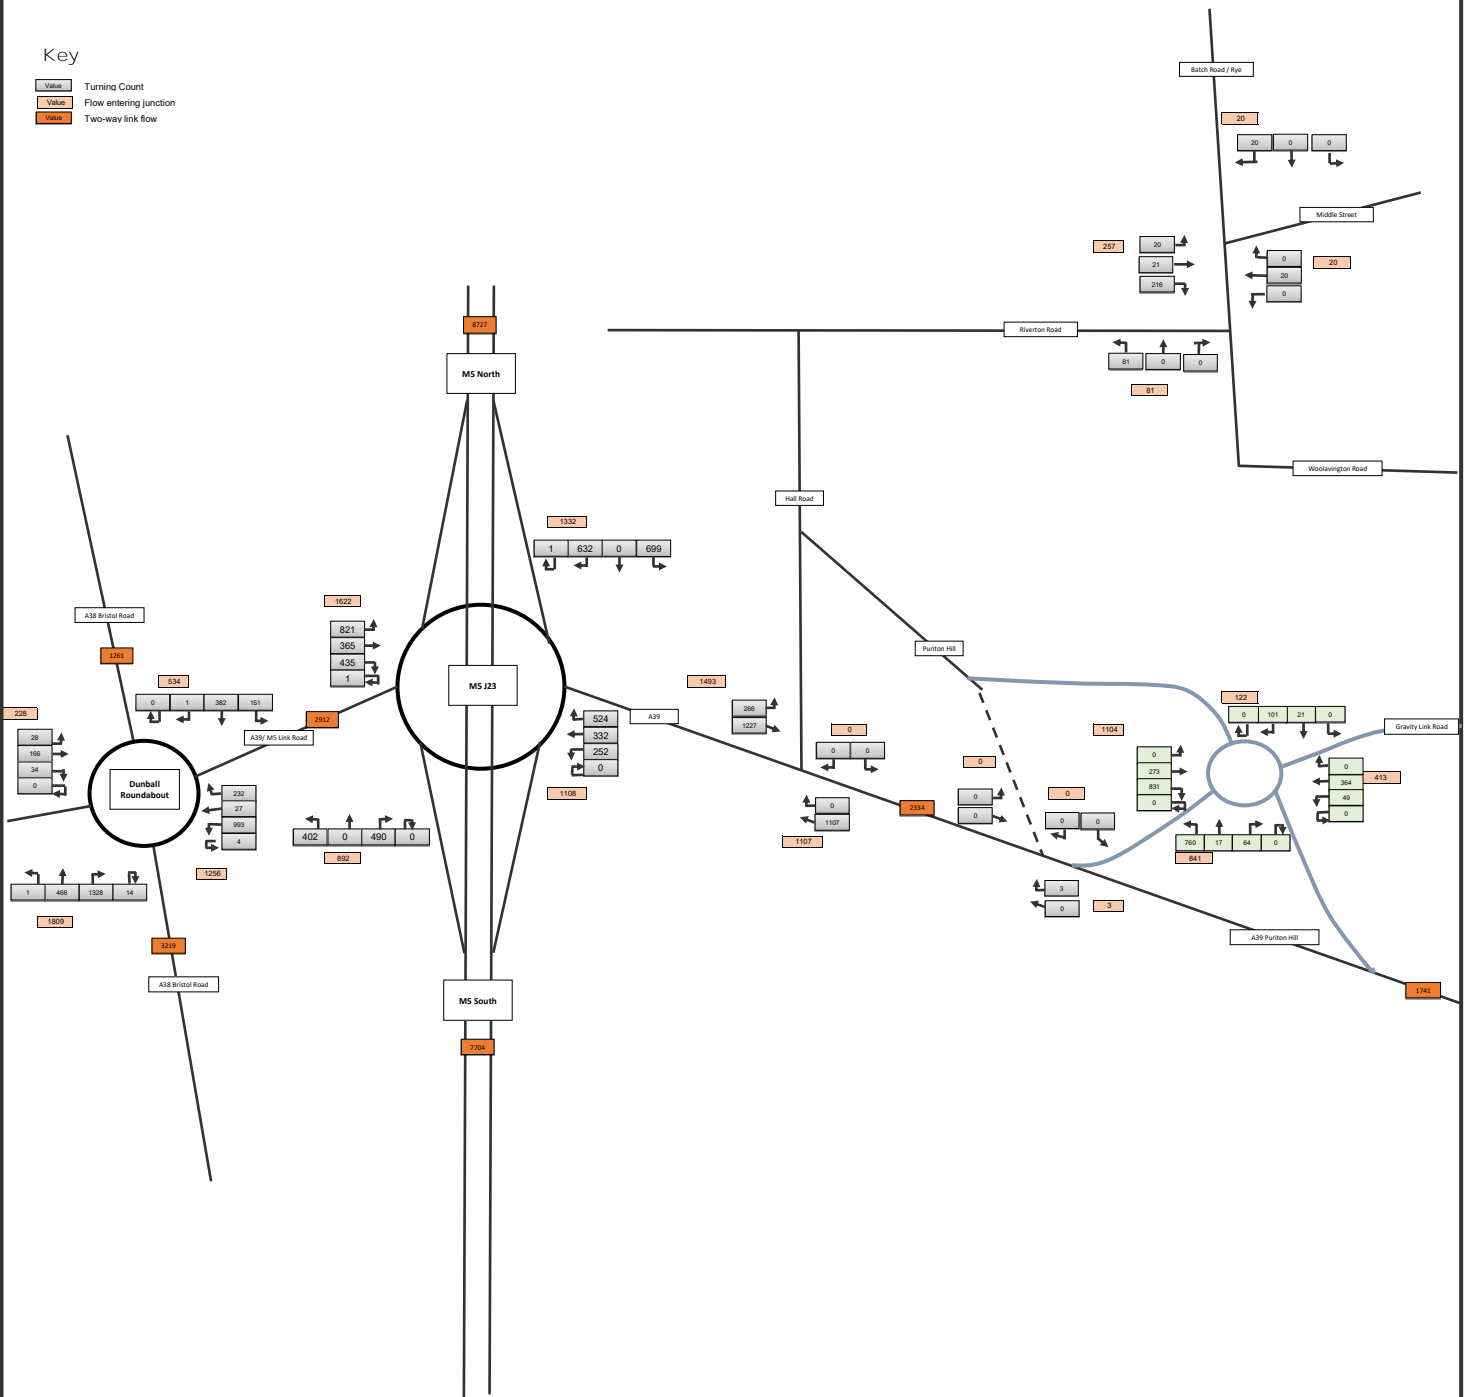 Key
Value Turning Count
Value Flow entering junction
Value Two-way link flow
Batch Road / Rye
20
20 0 0
Middle Street
257
20
21
216
0
20
0
20
8727
Riverton Road
M5 North
81 0 0
81
Woolavington Road
Hall Road
1332
1 632 0 699
1622
821
365
435
1
A38 Bristol Road
1261
Puriton Hill
M5 J23
534
0 1 382 151
1493
266
1227
228
28
166
34
0
2912
A39/ M5 Link Road
A39
524
332
252
0
1108
122
0 101 21 0
Gravity Link Road
1104
0
273
831
0
0
0 0
0
0
0
0
364
49
0
413
Dunball
Roundabout
232
27
993
4
1256
402 0 490 0
892
0
1107
1107
2334
0
0 0
760 17 64 0
841
1 466 1328 14
1809
3
0
3
3219
A38 Bristol Road
A39 Puriton Hill
1741
M5 South
7704